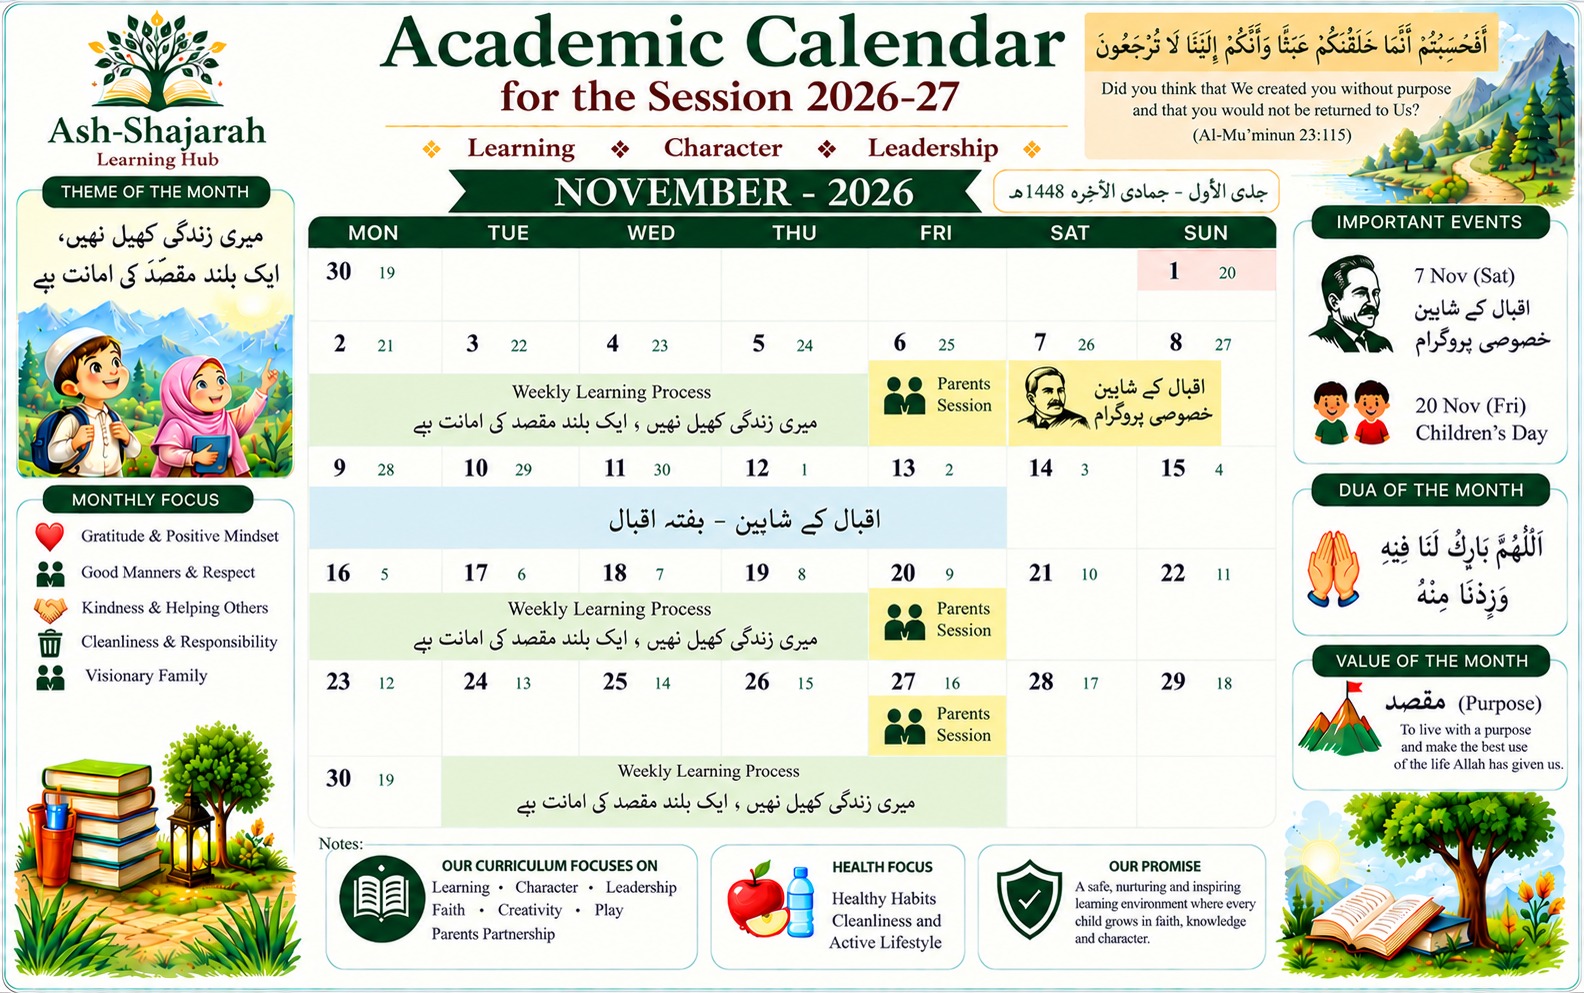 Ash-Shajarah
Learning Hub
Academic Calendar
for the Session 2026-27
❖ Learning ❖ Character ❖ Leadership ❖
أَفَحَسِبْتُمْ أَنَّمَا خَلَقْنَكُمْ عَبَثًا وَأَنَّكُمْ إِلَيْنَا لَا تُرْجَعُونَ
Did you think that We created you without purpose
and that you would not be returned to Us?
(Al-Mu’minun 23:115)
NOVEMBER - 2026
جدى الأول - جمادى الآخِره 1448هـ
THEME OF THE MONTH
میری زندگی کھیل نہیں،
ایک بلند مقصّدَ کی امانت ہے
MONTHLY FOCUS
Gratitude & Positive Mindset
Good Manners & Respect
Kindness & Helping Others
Cleanliness & Responsibility
Visionary Family
MON TUE WED THU FRI SAT SUN
30 19 1 20
2 21 3 22 4 23 5 24 6 25 7 26 8 27
Weekly Learning Process
میری زندگی کھیل نھیں ، ایک بلند مقصد کی امانت ہے
Parents
Session
اقبال کے شاہین
خصوصی پروگرام
9 28 10 29 11 30 12 1 13 2 14 3 15 4
اقبال کے شاہین - ہفتہ اقبال
16 5 17 6 18 7 19 8 20 9 21 10 22 11
Weekly Learning Process
میری زندگی کھیل نھیں ، ایک بلند مقصد کی امانت ہے
Parents
Session
23 12 24 13 25 14 26 15 27 16 28 17 29 18
Parents
Session
30 19
Weekly Learning Process
میری زندگی کھیل نھیں ، ایک بلند مقصد کی امانت ہے
IMPORTANT EVENTS
7 Nov (Sat)
اقبال کے شاہین
خصوصی پروگرام
20 Nov (Fri)
Children’s Day
DUA OF THE MONTH
اَلْلُهُمَّ بَارِكُ لَنَا فِيْهِ
وَزِدْنَا مِنْهُ
VALUE OF THE MONTH
مقصد (Purpose)
To live with a purpose
and make the best use
of the life Allah has given us.
Notes:
OUR CURRICULUM FOCUSES ON
Learning • Character • Leadership
Faith • Creativity • Play
Parents Partnership
HEALTH FOCUS
Healthy Habits
Cleanliness and
Active Lifestyle
OUR PROMISE
A safe, nurturing and inspiring
learning environment where every
child grows in faith, knowledge
and character.